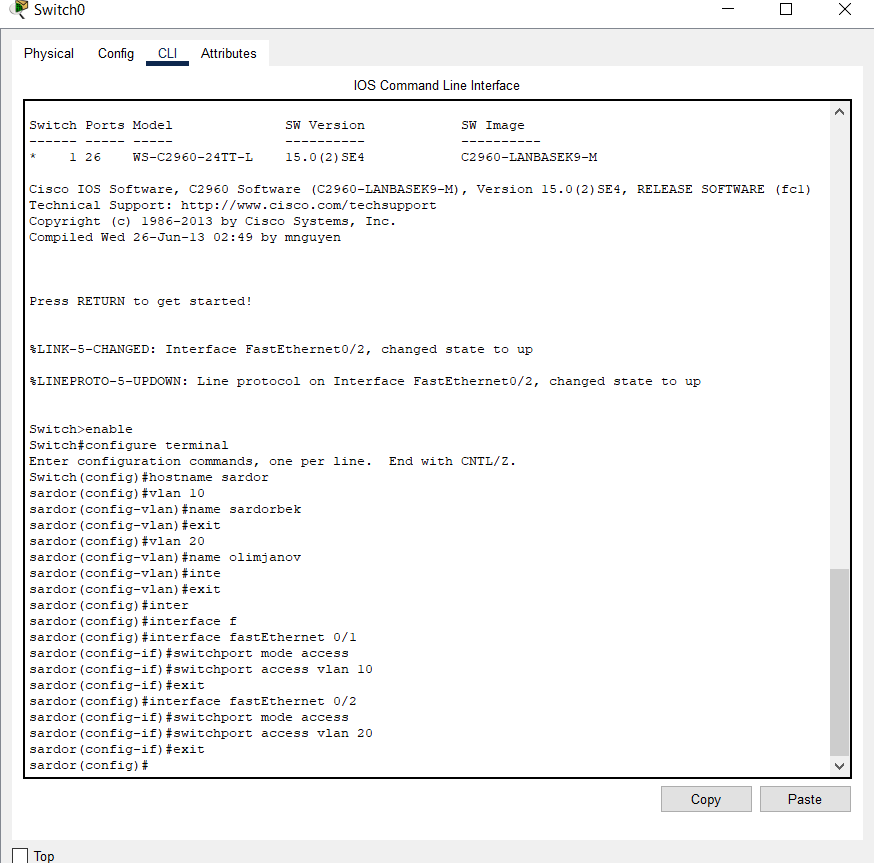 Switch0
Physical Config CLI Attributes
IOS Command Line Interface
Switch Ports Model SW Version SW Image
------ ----- ----- ---------- ----------
* 1 26 WS-C2960-24TT-L 15.0(2)SE4 C2960-LANBASEK9-M
Cisco IOS Software, C2960 Software (C2960-LANBASEK9-M), Version 15.0(2)SE4, RELEASE SOFTWARE (fc1)
Technical Support: http://www.cisco.com/techsupport
Copyright (c) 1986-2013 by Cisco Systems, Inc.
Compiled Wed 26-Jun-13 02:49 by mnguyen
Press RETURN to get started!
%LINK-5-CHANGED: Interface FastEthernet0/2, changed state to up
%LINEPROTO-5-UPDOWN: Line protocol on Interface FastEthernet0/2, changed state to up
Switch>enable
Switch#configure terminal
Enter configuration commands, one per line.  End with CNTL/Z.
Switch(config)#hostname sardor
sardor(config)#vlan 10
sardor(config-vlan)#name sardorbek
sardor(config-vlan)#exit
sardor(config)#vlan 20
sardor(config-vlan)#name olimjanov
sardor(config-vlan)#inte
sardor(config-vlan)#exit
sardor(config)#inter
sardor(config)#interface f
sardor(config)#interface fastEthernet 0/1
sardor(config-if)#switchport mode access
sardor(config-if)#switchport access vlan 10
sardor(config-if)#exit
sardor(config)#interface fastEthernet 0/2
sardor(config-if)#switchport mode access
sardor(config-if)#switchport access vlan 20
sardor(config-if)#exit
sardor(config)#
Copy Paste
Top